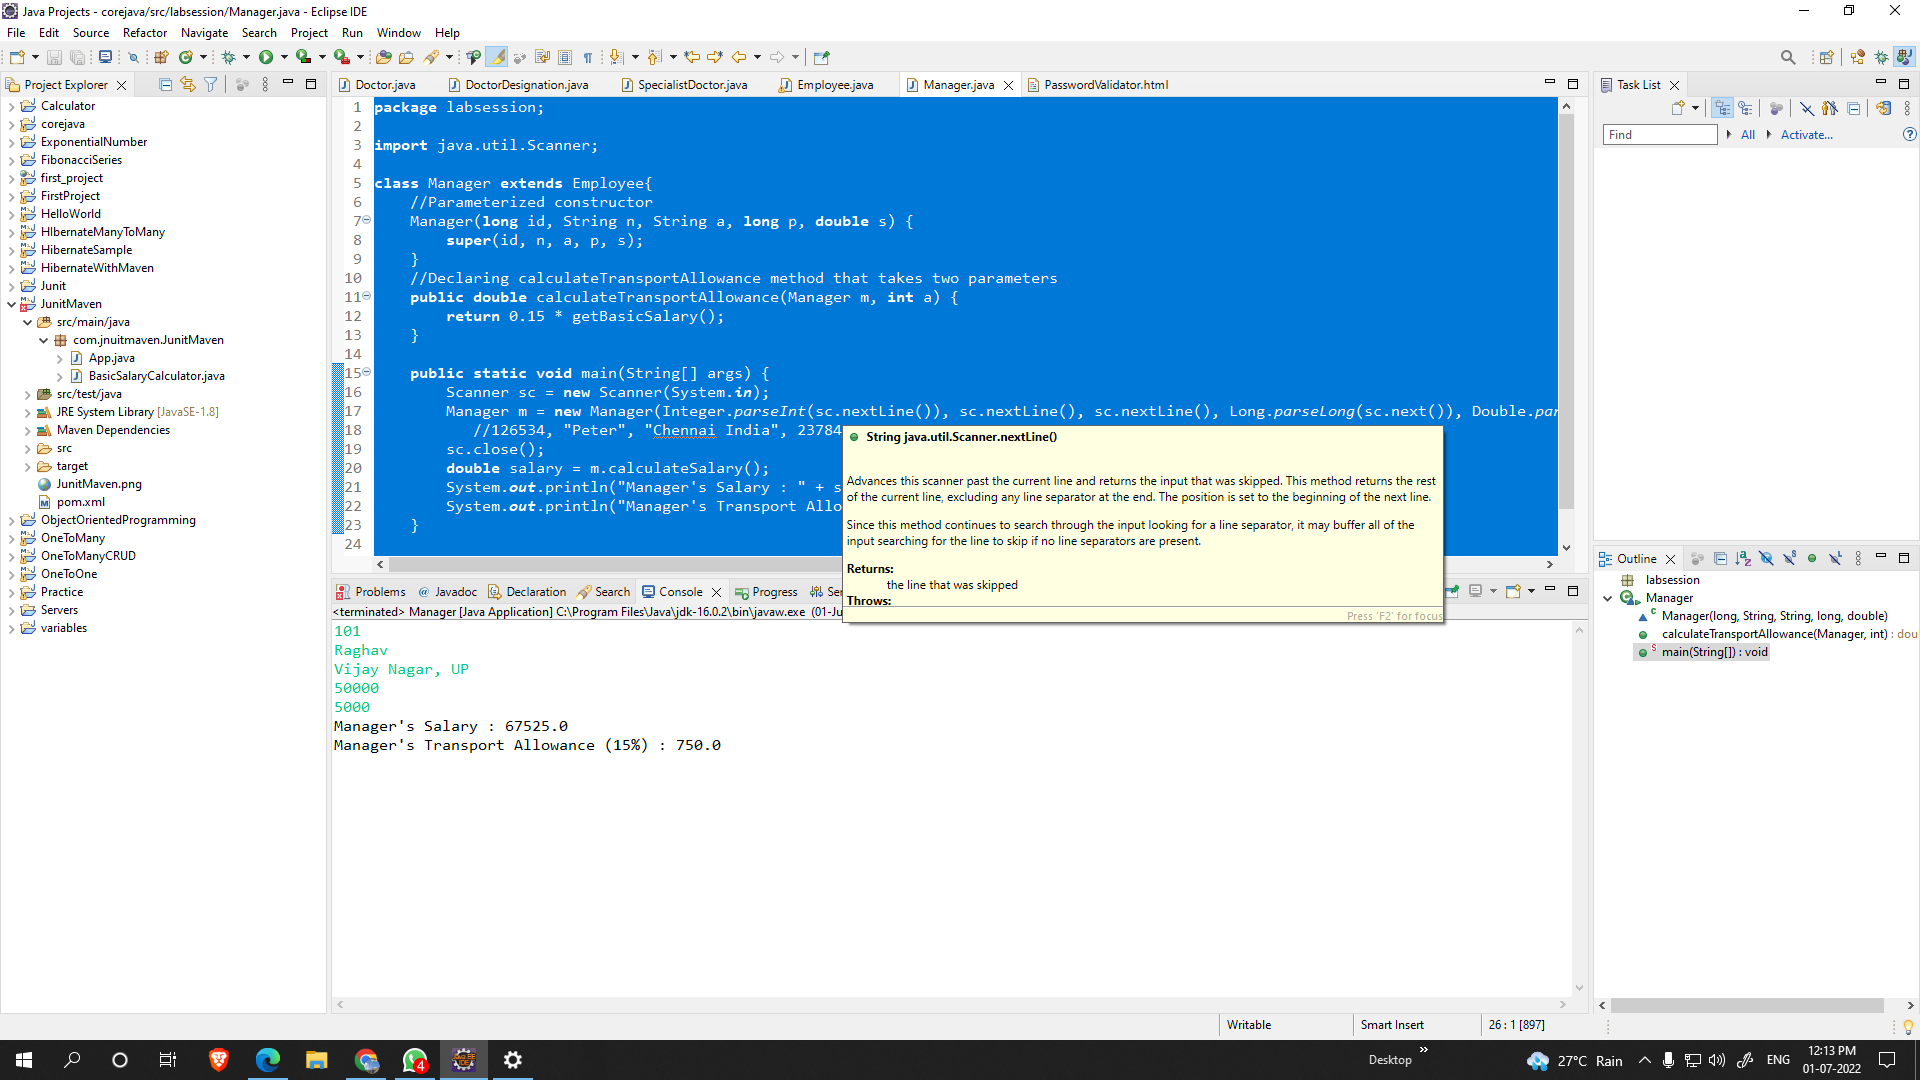 Java Projects - corejava/src/labsession/Manager.java - Eclipse IDE
File Edit Source Refactor Navigate Search Project Run Window Help
Project Explorer
Calculator
corejava
ExponentialNumber
FibonacciSeries
first_project
FirstProject
HelloWorld
HIbernateManyToMany
HibernateSample
HibernateWithMaven
Junit
JunitMaven
src/main/java
com.jnuitmaven.JunitMaven
App.java
BasicSalaryCalculator.java
src/test/java
JRE System Library [JavaSE-1.8]
Maven Dependencies
src
target
JunitMaven.png
pom.xml
ObjectOrientedProgramming
OneToMany
OneToManyCRUD
OneToOne
Practice
Servers
variables
Doctor.java DoctorDesignation.java SpecialistDoctor.java Employee.java Manager.java PasswordValidator.html
1 package labsession;
2
3 import java.util.Scanner;
4
5 class Manager extends Employee{
6 //Parameterized constructor
7 Manager(long id, String n, String a, long p, double s) {
8 super(id, n, a, p, s);
9 }
10 //Declaring calculateTransportAllowance method that takes two parameters
11 public double calculateTransportAllowance(Manager m, int a) {
12 return 0.15 * getBasicSalary();
13 }
14
15 public static void main(String[] args) {
16 Scanner sc = new Scanner(System.in);
17 Manager m = new Manager(Integer.parseInt(sc.nextLine()), sc.nextLine(), sc.nextLine(), Long.parseLong(sc.next()), Double.par
18 //126534, "Peter", "Chennai India", 23784
19 sc.close();
20 double salary = m.calculateSalary();
21 System.out.println("Manager's Salary : " + s
22 System.out.println("Manager's Transport Allo
23 }
24
String java.util.Scanner.nextLine()
Advances this scanner past the current line and returns the input that was skipped. This method returns the rest
of the current line, excluding any line separator at the end. The position is set to the beginning of the next line.
Since this method continues to search through the input looking for a line separator, it may buffer all of the
input searching for the line to skip if no line separators are present.
Returns:
the line that was skipped
Throws:
Press 'F2' for focus
Problems @ Javadoc Declaration Search Console Progress Ser
<terminated> Manager [Java Application] C:\Program Files\Java\jdk-16.0.2\bin\javaw.exe (01-Ju
101
Raghav
Vijay Nagar, UP
50000
5000
Manager's Salary : 67525.0
Manager's Transport Allowance (15%) : 750.0
Task List
Find All Activate...
Outline
labsession
Manager
Manager(long, String, String, long, double)
calculateTransportAllowance(Manager, int) : dou
main(String[]) : void
Writable Smart Insert 26 : 1 [897]
4
Java EE IDE
Desktop
27°C Rain
ENG
12:13 PM
01-07-2022